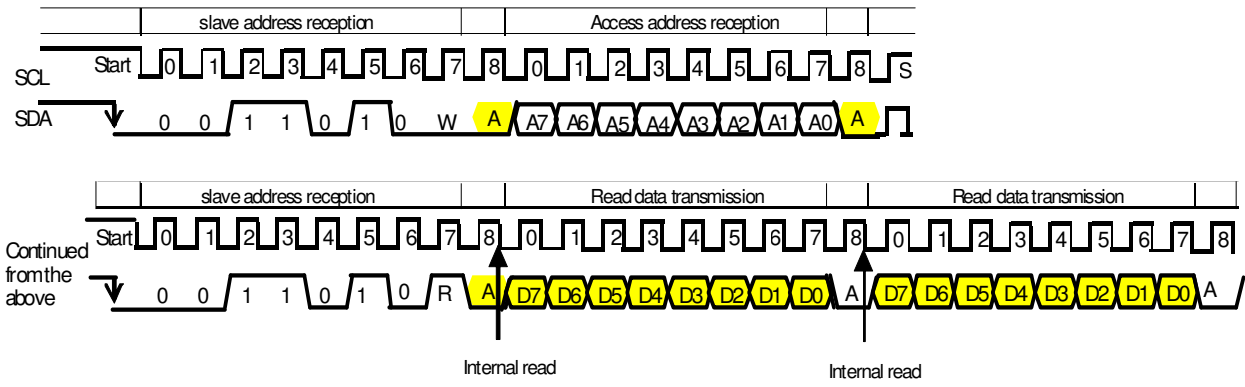 slave address reception Access address reception
SCL Start 0 1 2 3 4 5 6 7 8 0 1 2 3 4 5 6 7 8 S
SDA 0 0 1 1 0 1 0 W A A7 A6 A5 A4 A3 A2 A1 A0 A
slave address reception Read data transmission Read data transmission
Start 0 1 2 3 4 5 6 7 8 0 1 2 3 4 5 6 7 8 0 1 2 3 4 5 6 7 8
Continued
from the
above
0 0 1 1 0 1 0 R A D7 D6 D5 D4 D3 D2 D1 D0 A D7 D6 D5 D4 D3 D2 D1 D0 A
Internal read Internal read